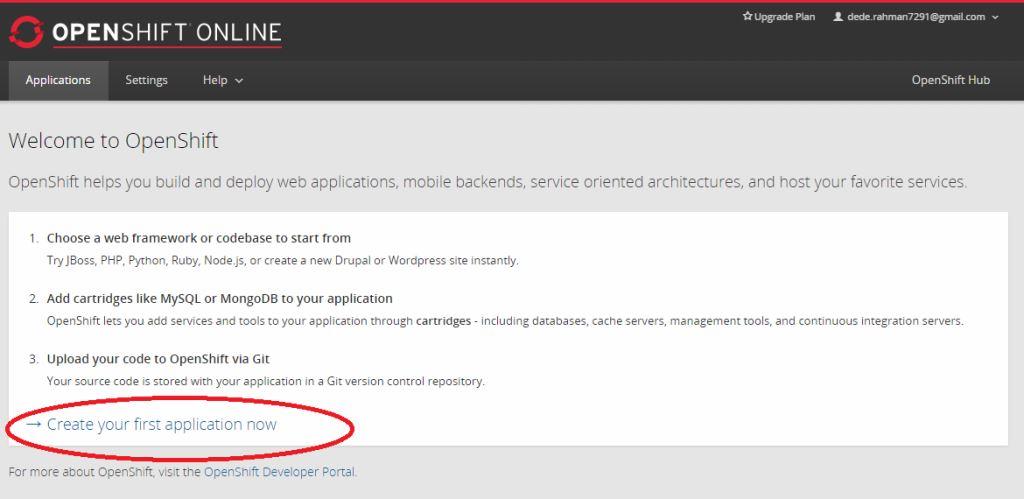 OPENSHIFT ONLINE
Upgrade Plan dede.rahman7291@gmail.com
Applications Settings Help OpenShift Hub
Welcome to OpenShift
OpenShift helps you build and deploy web applications, mobile backends, service oriented architectures, and host your favorite services.
1. Choose a web framework or codebase to start from
Try JBoss, PHP, Python, Ruby, Node.js, or create a new Drupal or Wordpress site instantly.
2. Add cartridges like MySQL or MongoDB to your application
OpenShift lets you add services and tools to your application through cartridges - including databases, cache servers, management tools, and continuous integration servers.
3. Upload your code to OpenShift via Git
Your source code is stored with your application in a Git version control repository.
→ Create your first application now
For more about OpenShift, visit the OpenShift Developer Portal.